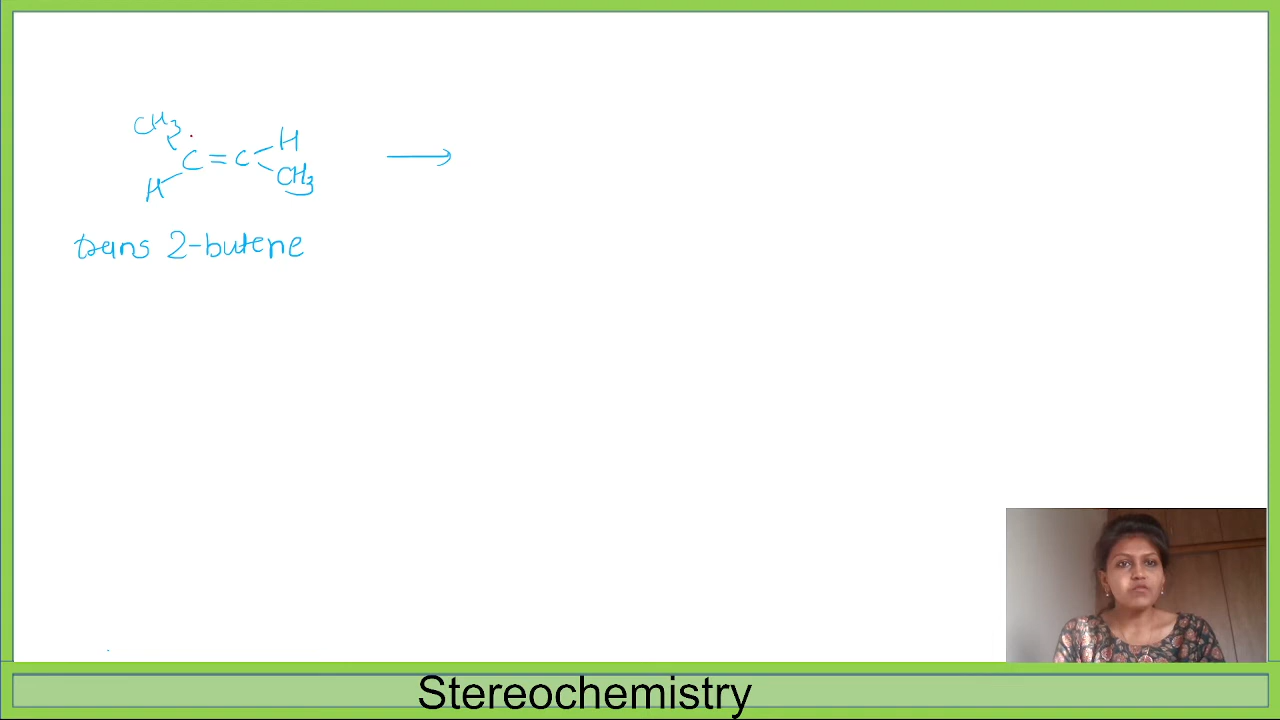 CH3
C=C
H
CH3
H
trans 2-butene
Stereochemistry